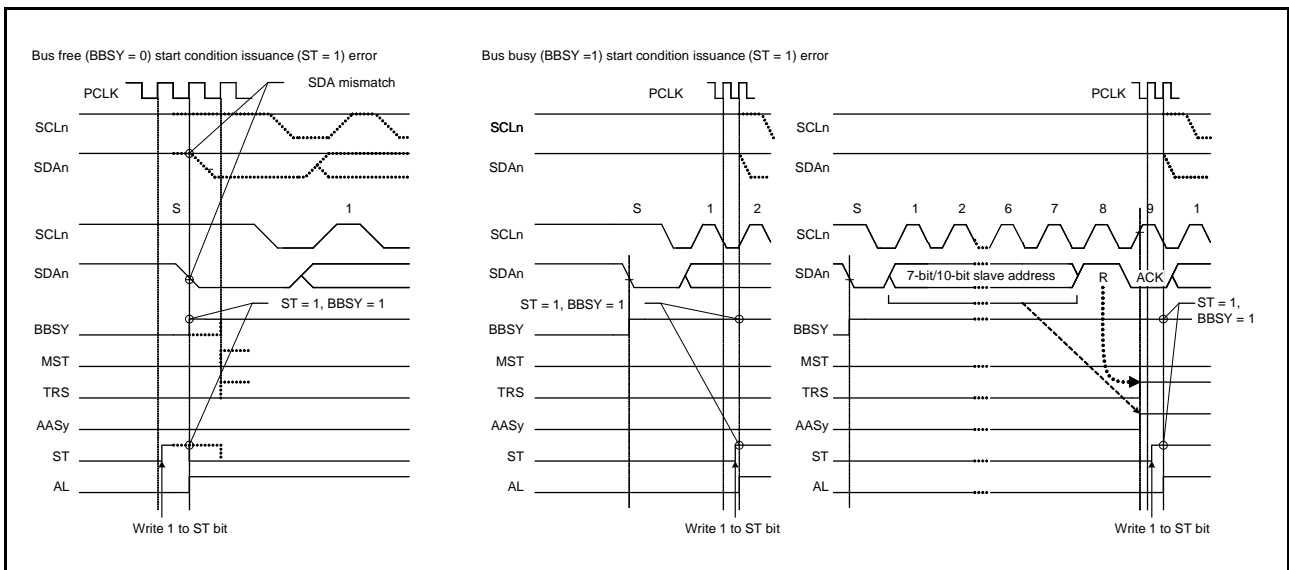 Bus free (BBSY = 0) start condition issuance (ST = 1) error
PCLK
SDA mismatch
SCLn
SDAn
S
1
SCLn
SDAn
ST = 1, BBSY = 1
BBSY
MST
TRS
AASy
ST
AL
Write 1 to ST bit
Bus busy (BBSY =1) start condition issuance (ST = 1) error
PCLK
SCLn
SDAn
S
1
2
SCLn
SDAn
ST = 1, BBSY = 1
BBSY
MST
TRS
AASy
ST
AL
Write 1 to ST bit
PCLK
SCLn
SDAn
S
1
2
6
7
8
9
1
SCLn
SDAn
7-bit/10-bit slave address
R
ACK
ST = 1,
BBSY = 1
BBSY
MST
TRS
AASy
ST
AL
Write 1 to ST bit